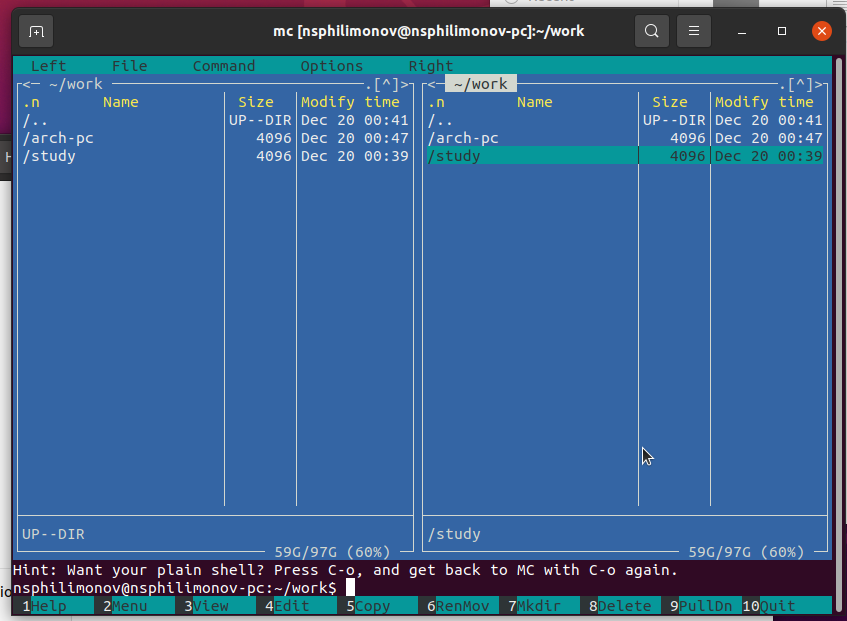 mc [nsphilimonov@nsphilimonov-pc]:~/work
Left File Command Options Right
<─ ~/work .[^]> <─ ~/work .[^]>
.n Name Size Modify time .n Name Size Modify time
/.. UP--DIR Dec 20 00:41 /.. UP--DIR Dec 20 00:41
/arch-pc 4096 Dec 20 00:47 /arch-pc 4096 Dec 20 00:47
/study 4096 Dec 20 00:39 /study 4096 Dec 20 00:39
UP--DIR /study
59G/97G (60%) 59G/97G (60%)
Hint: Want your plain shell? Press C-o, and get back to MC with C-o again.
nsphilimonov@nsphilimonov-pc:~/work$
1Help 2Menu 3View 4Edit 5Copy 6RenMov 7Mkdir 8Delete 9PullDn 10Quit